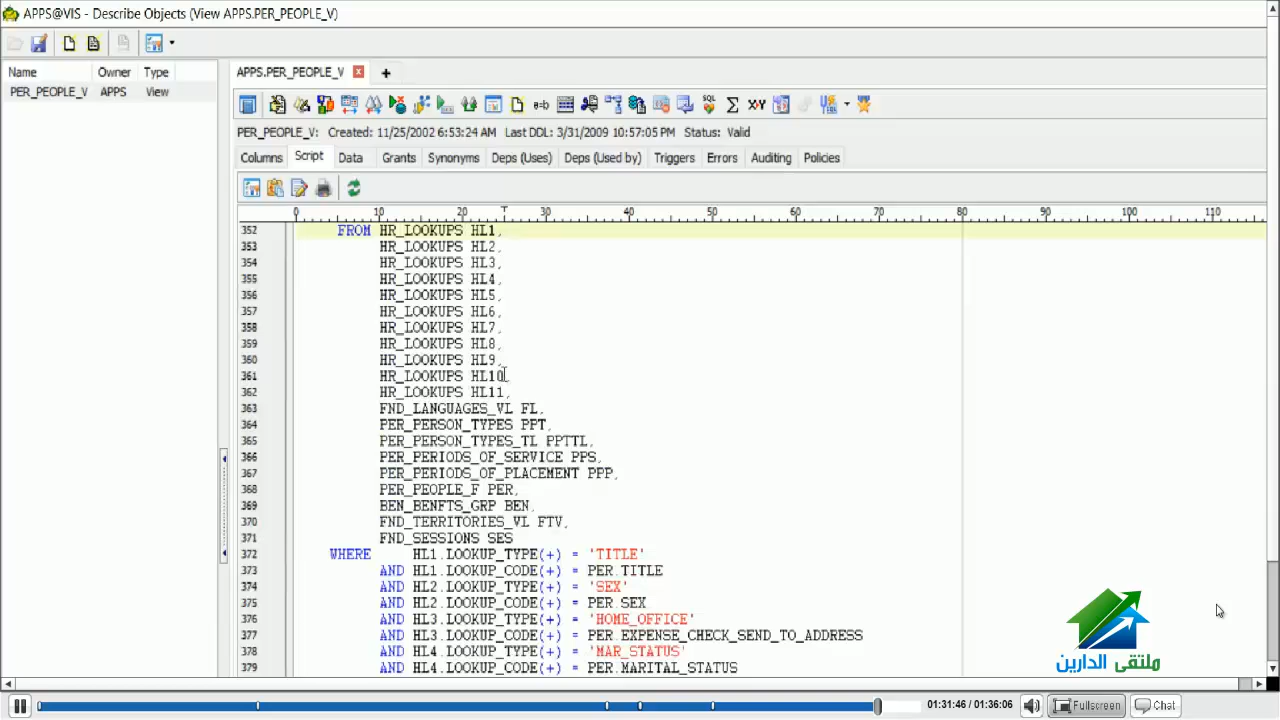 APPS@VIS - Describe Objects (View APPS.PER_PEOPLE_V)
Name Owner Type
PER_PEOPLE_V APPS View
APPS.PER_PEOPLE_V
PER_PEOPLE_V: Created: 11/25/2002 6:53:24 AM Last DDL: 3/31/2009 10:57:05 PM Status: Valid
Columns Script Data Grants Synonyms Deps (Uses) Deps (Used by) Triggers Errors Auditing Policies
0 10 20 30 40 50 60 70 80 90 100 110
352 FROM HR_LOOKUPS HL1,
353 HR_LOOKUPS HL2,
354 HR_LOOKUPS HL3,
355 HR_LOOKUPS HL4,
356 HR_LOOKUPS HL5,
357 HR_LOOKUPS HL6,
358 HR_LOOKUPS HL7,
359 HR_LOOKUPS HL8,
360 HR_LOOKUPS HL9,
361 HR_LOOKUPS HL10,
362 HR_LOOKUPS HL11,
363 FND_LANGUAGES_VL FL,
364 PER_PERSON_TYPES PPT,
365 PER_PERSON_TYPES_TL PPTTL,
366 PER_PERIODS_OF_SERVICE PPS,
367 PER_PERIODS_OF_PLACEMENT PPP,
368 PER_PEOPLE_F PER,
369 BEN_BENFTS_GRP BEN,
370 FND_TERRITORIES_VL FTV,
371 FND_SESSIONS SES
372 WHERE HL1.LOOKUP_TYPE(+) = 'TITLE'
373 AND HL1.LOOKUP_CODE(+) = PER.TITLE
374 AND HL2.LOOKUP_TYPE(+) = 'SEX'
375 AND HL2.LOOKUP_CODE(+) = PER.SEX
376 AND HL3.LOOKUP_TYPE(+) = 'HOME_OFFICE'
377 AND HL3.LOOKUP_CODE(+) = PER.EXPENSE_CHECK_SEND_TO_ADDRESS
378 AND HL4.LOOKUP_TYPE(+) = 'MAR_STATUS'
379 AND HL4.LOOKUP_CODE(+) = PER.MARITAL_STATUS
ملتقى الدارين
01:31:46 / 01:36:06 Fullscreen Chat